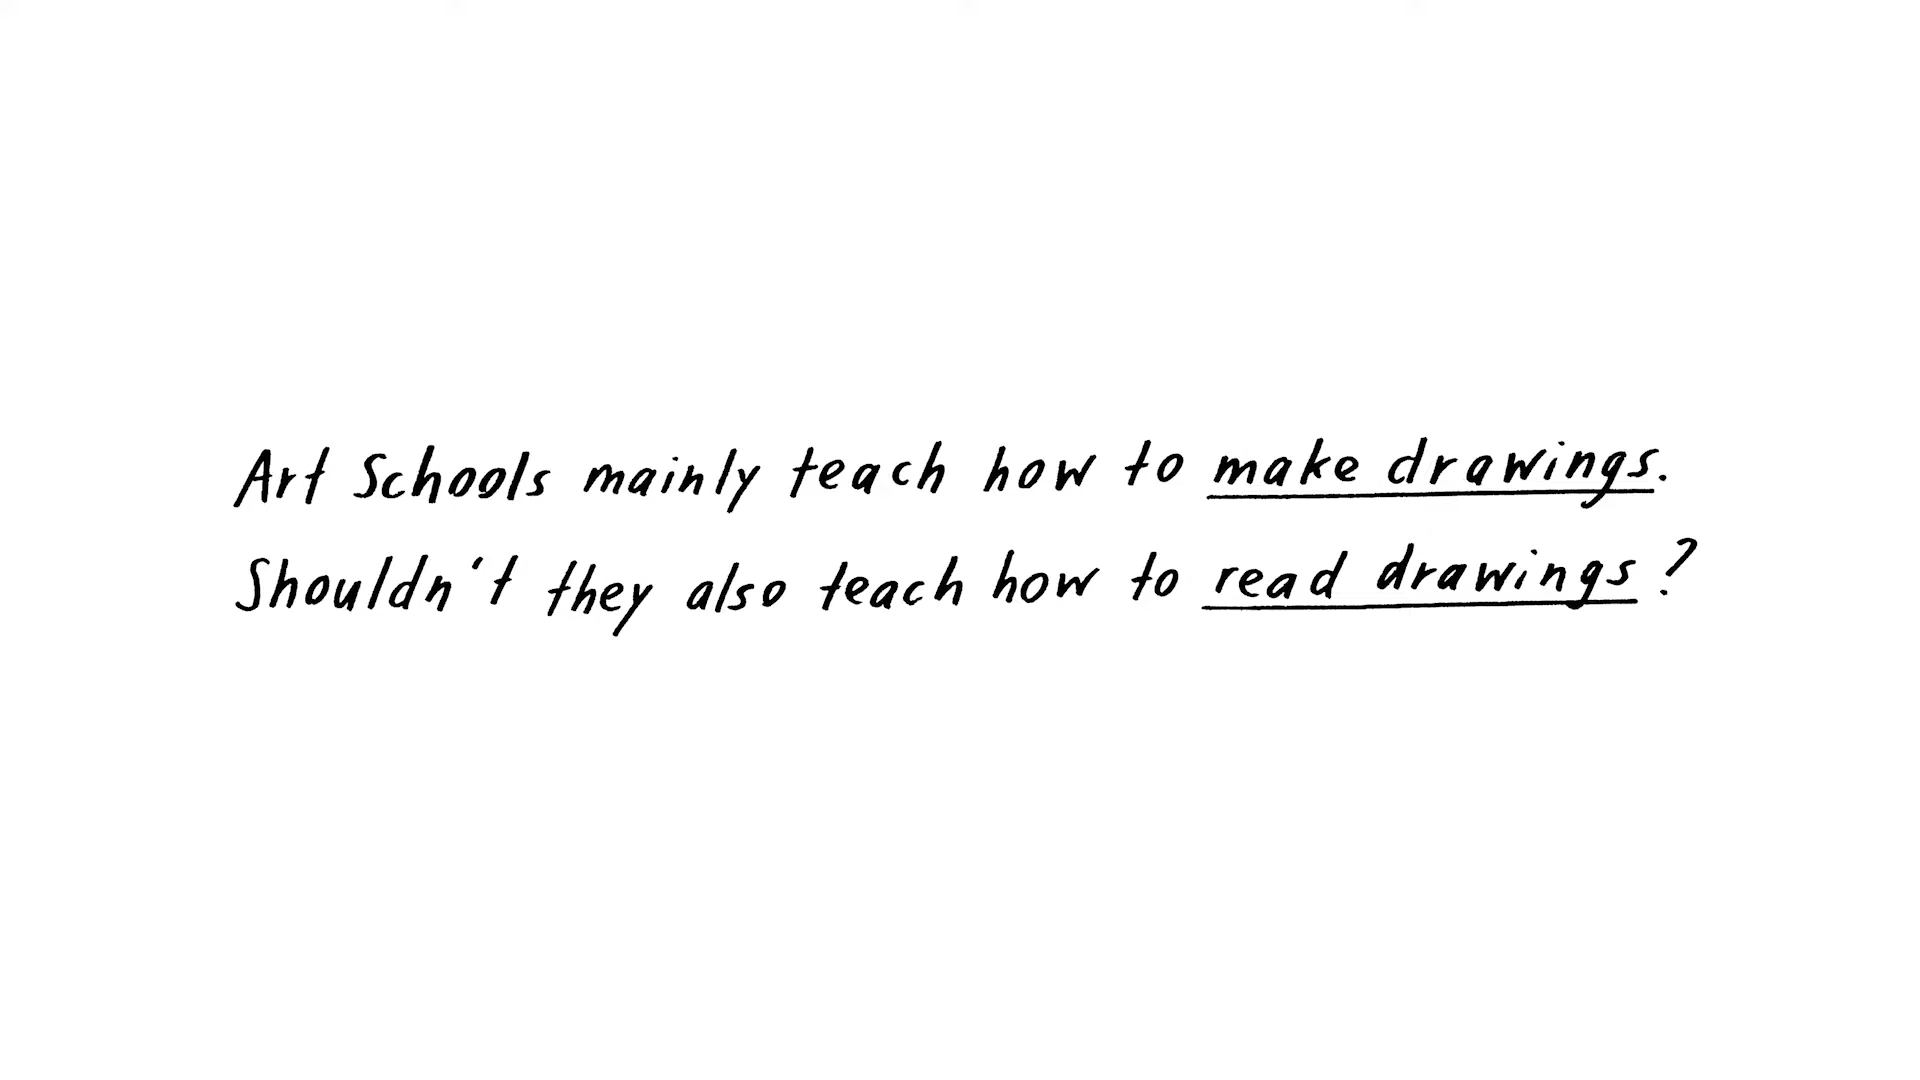 Art Schools mainly teach how to make drawings.
Shouldn't they also teach how to read drawings?